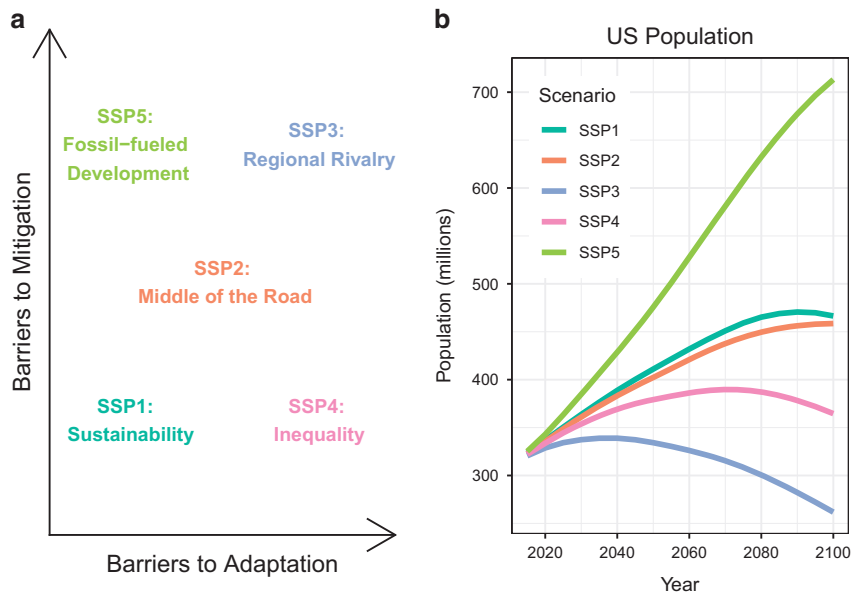 a
Barriers to Mitigation
SSP5:
Fossil−fueled
Development
SSP3:
Regional Rivalry
SSP2:
Middle of the Road
SSP1:
Sustainability
SSP4:
Inequality
Barriers to Adaptation
b
US Population
Population (millions)
700
600
500
400
300
Scenario
SSP1
SSP2
SSP3
SSP4
SSP5
2020 2040 2060 2080 2100
Year